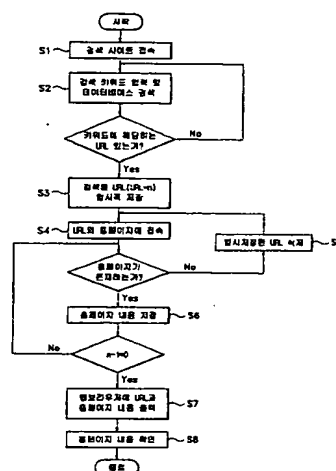 시작
S1
검색 사이트 접속
S2
검색 키워드 입력 및
데이터베이스 검색
키워드에 해당하는
URL 있는가?
No
Yes
S3
검색된 URL(URL=n)
임시적 저장
S4
URL의 홈페이지에 접속
임시저장된 URL 삭제
S
홈페이지가
존재하는가?
No
Yes
홈페이지 내용 저장
S6
No
n-1=0
Yes
웹브라우저에 URL과
홈페이지 내용 출력
S7
홈페이지 내용 확인
S8
종료